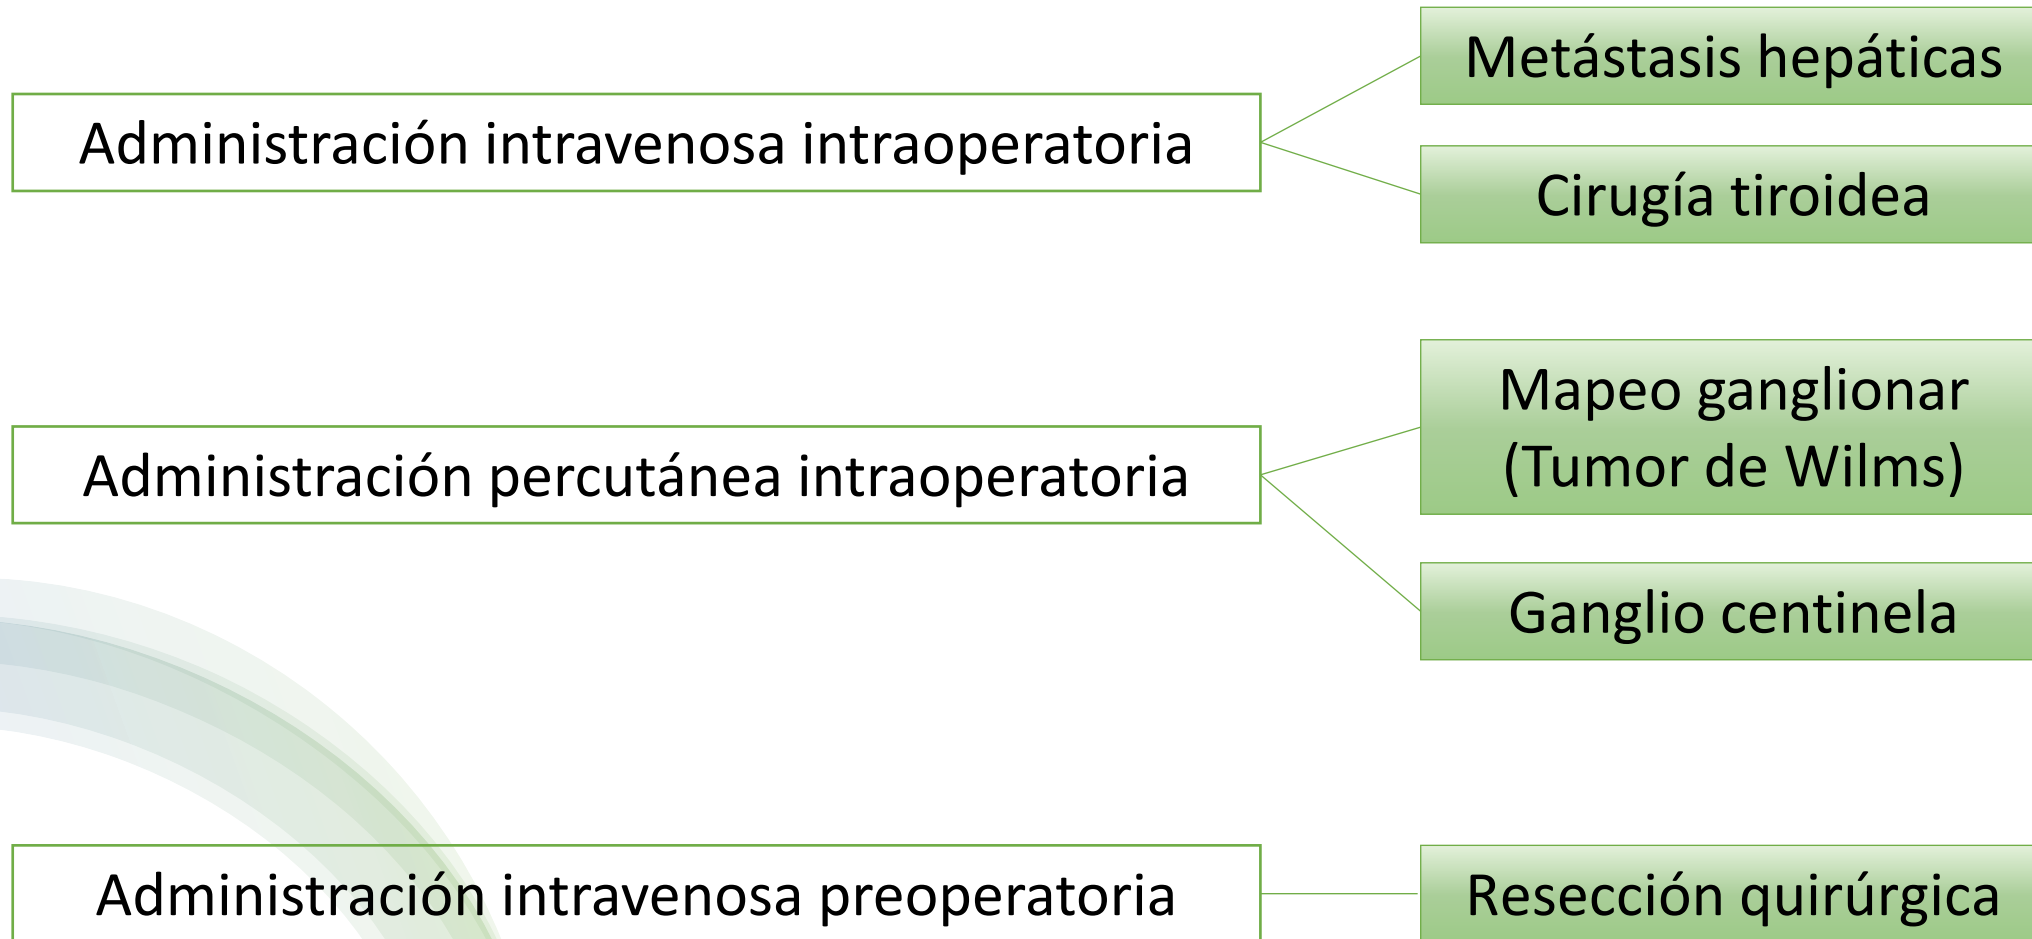 Metástasis hepáticas
Administración intravenosa intraoperatoria
Cirugía tiroidea
Mapeo ganglionar
(Tumor de Wilms)
Administración percutánea intraoperatoria
Ganglio centinela
Administración intravenosa preoperatoria
Resección quirúrgica